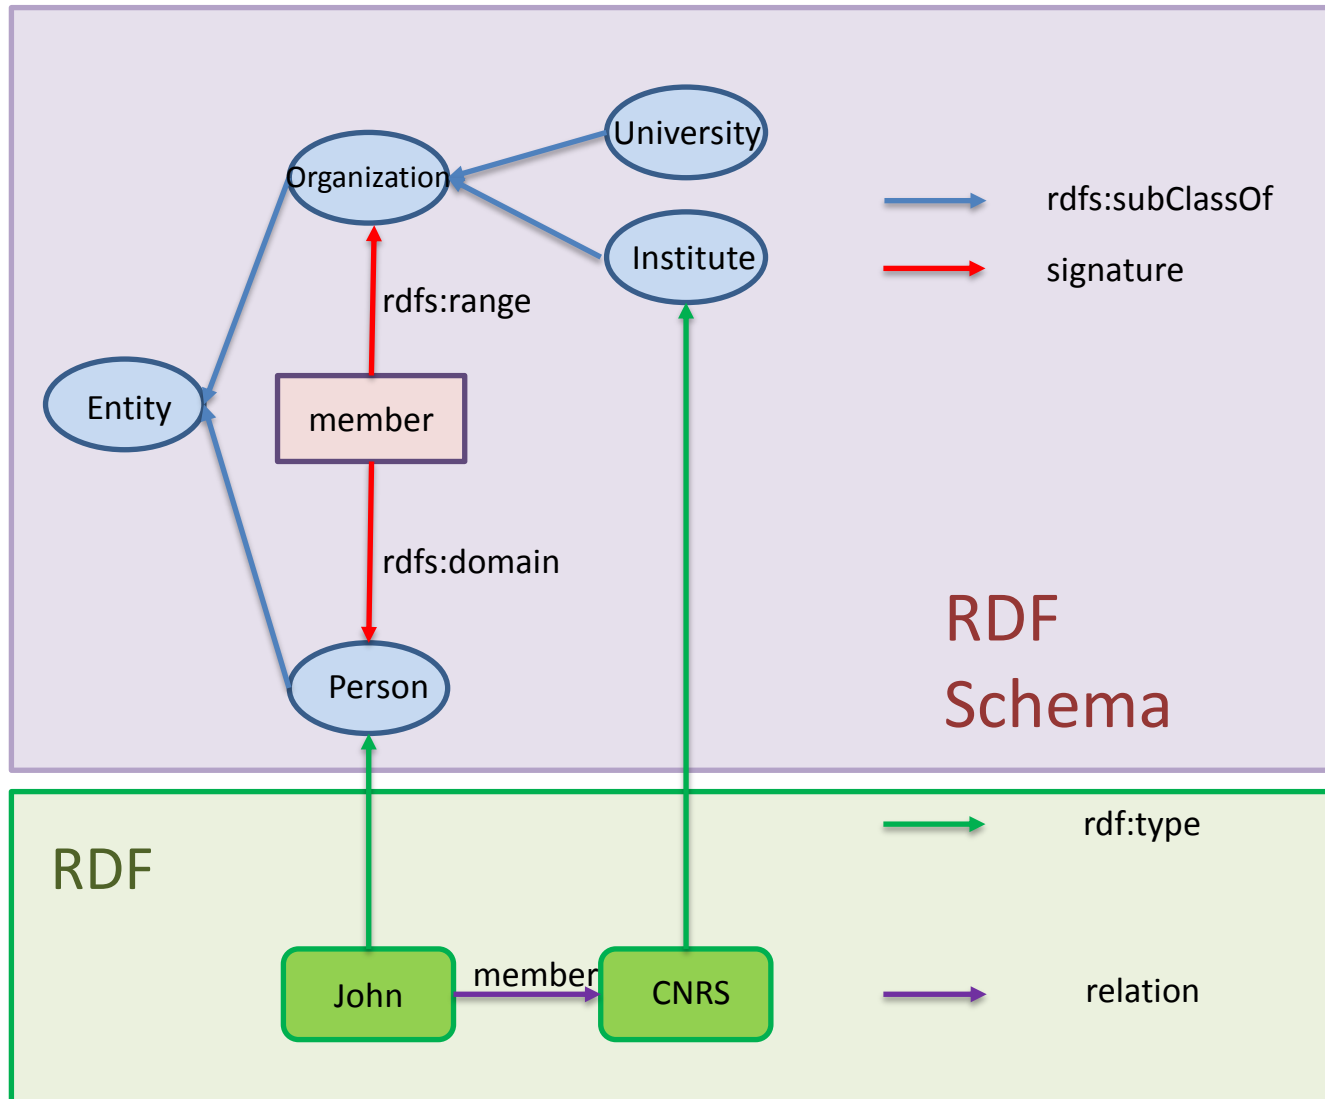 University
Organization
rdfs:subClassOf
Institute
signature
rdfs:range
Entity
member
rdfs:domain
RDF
Schema
Person
rdf:type
RDF
member
John
CNRS
relation